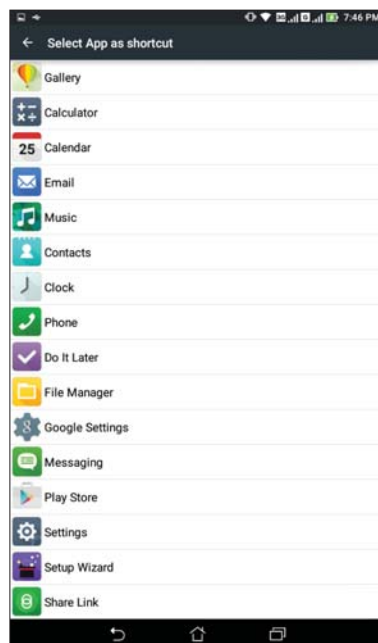 7:46 PM
Select App as shortcut
Gallery
Calculator
25 Calendar
Email
Music
Contacts
Clock
Phone
Do It Later
File Manager
8 Google Settings
Messaging
Play Store
Settings
Setup Wizard
Share Link